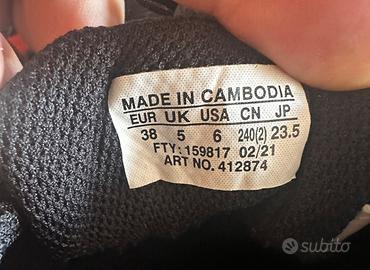 MADE IN CAMBODIA
EUR UK USA CN JP
38 5 6 240(2) 23.5
FTY: 159817 02/21
ART NO. 412874
subito